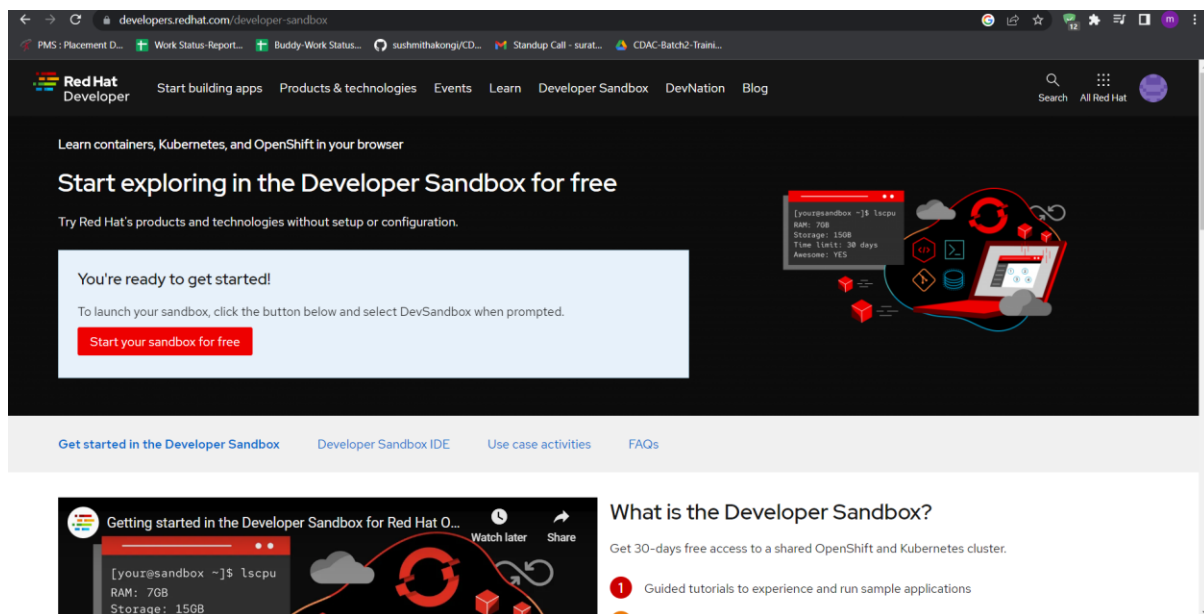 developers.redhat.com/developer-sandbox
12
m
PMS : Placement D...
Work Status-Report...
Buddy-Work Status...
sushmithakongi/CD...
Standup Call - surat...
CDAC-Batch2-Traini...
Red Hat
Developer
Start building apps
Products & technologies
Events
Learn
Developer Sandbox
DevNation
Blog
Search
All Red Hat
Learn containers, Kubernetes, and OpenShift in your browser
Start exploring in the Developer Sandbox for free
Try Red Hat's products and technologies without setup or configuration.
You're ready to get started!
To launch your sandbox, click the button below and select DevSandbox when prompted.
Start your sandbox for free
[your@sandbox ~]$ lscpu
RAM: 7GB
Storage: 15GB
Time limit: 30 days
Awesome: YES
Get started in the Developer Sandbox
Developer Sandbox IDE
Use case activities
FAQs
Getting started in the Developer Sandbox for Red Hat O...
Watch later
Share
[your@sandbox ~]$ lscpu
RAM: 7GB
Storage: 15GB
What is the Developer Sandbox?
Get 30-days free access to a shared OpenShift and Kubernetes cluster.
1 Guided tutorials to experience and run sample applications